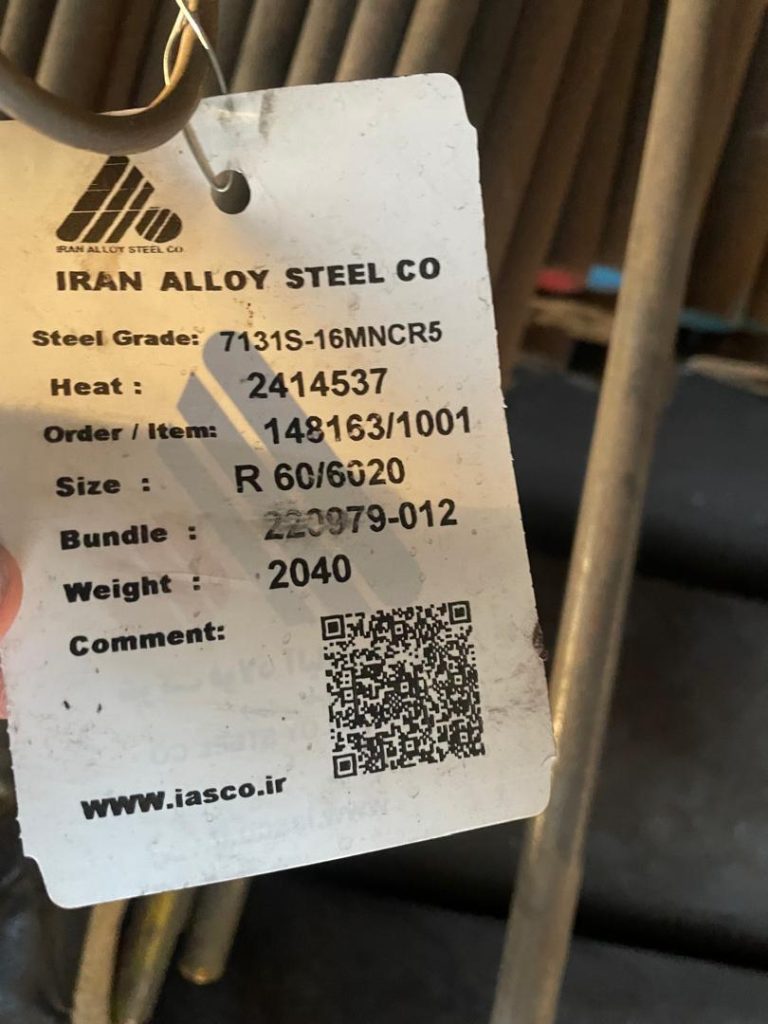 IRAN ALLOY STEEL CO.
IRAN ALLOY STEEL CO
Steel Grade: 7131S-16MNCR5
Heat : 2414537
Order / Item: 148163/1001
Size : R 60/6020
Bundle : 220979-012
Weight : 2040
Comment:
www.iasco.ir